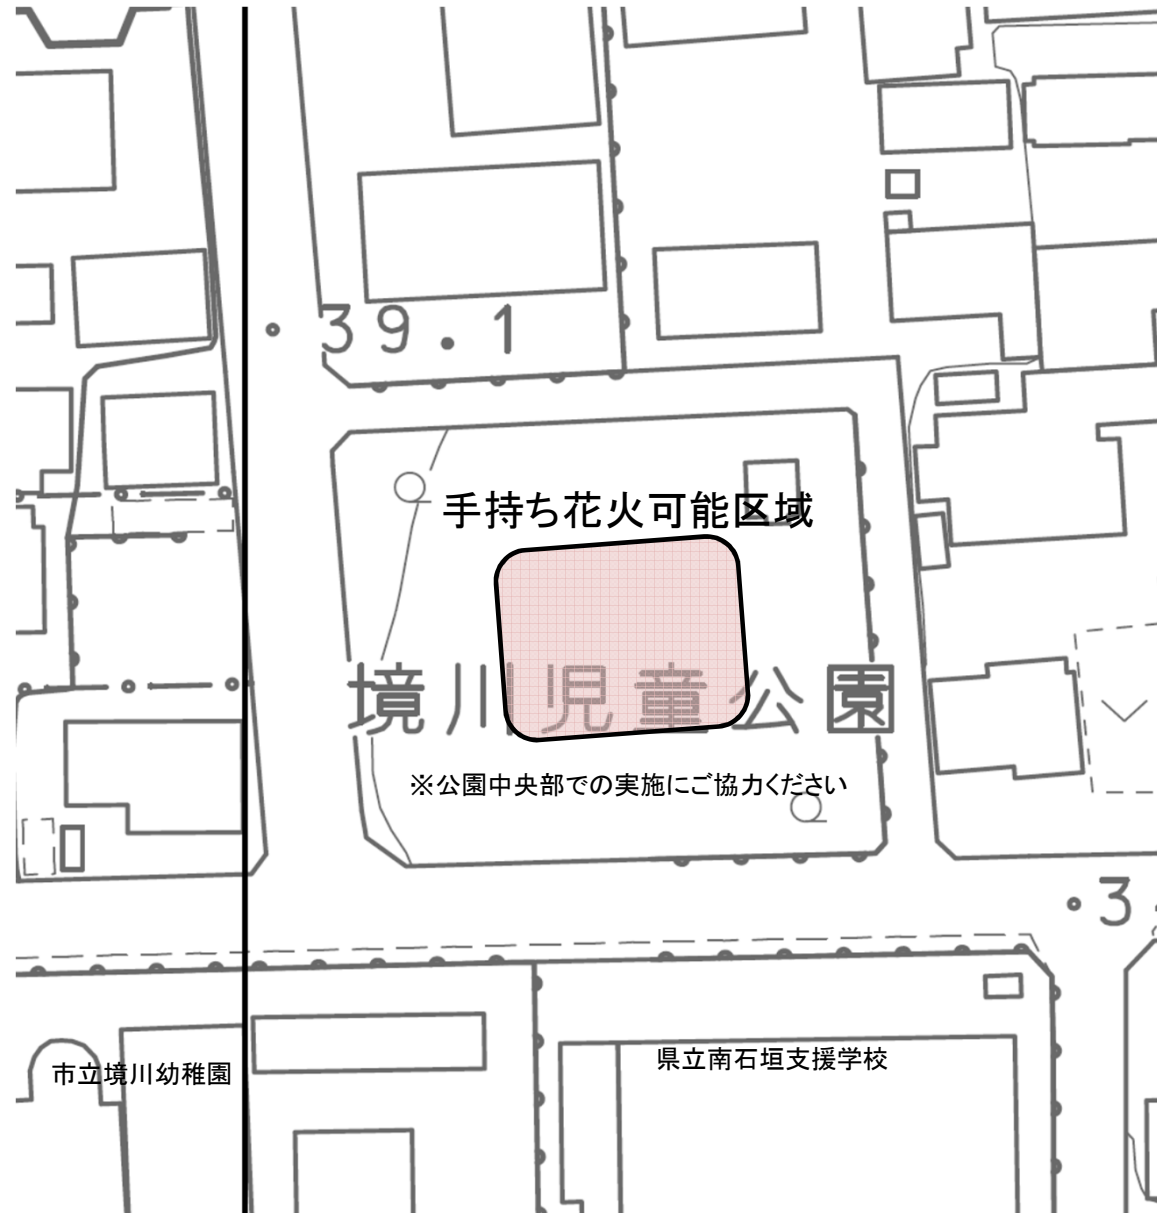 39.1
手持ち花火可能区域
境川児童公園
※公園中央部での実施にご協力ください
3
県立南石垣支援学校
市立境川幼稚園